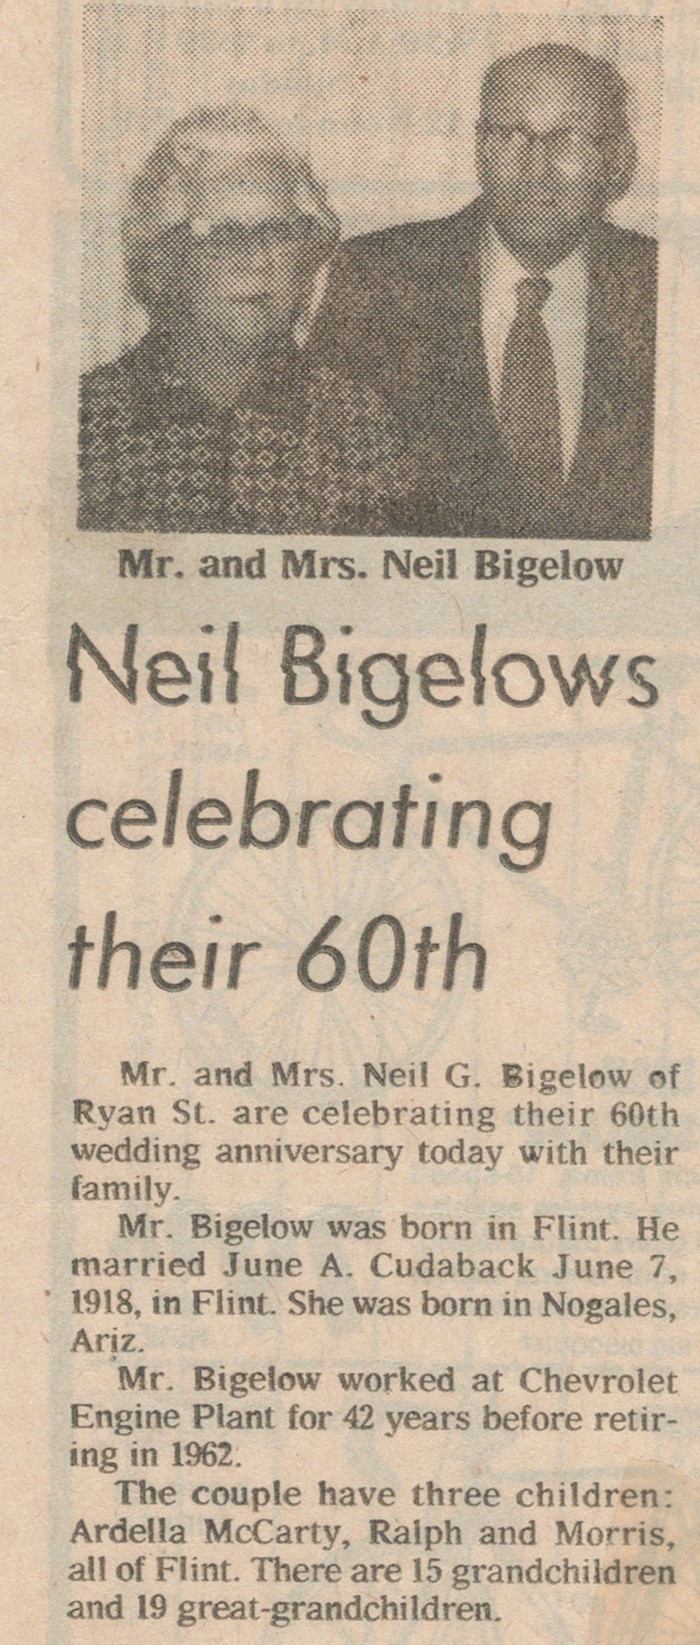 Mr. and Mrs. Neil Bigelow
Neil Bigelows
celebrating
their 60th
Mr. and Mrs. Neil G. Bigelow of
Ryan St. are celebrating their 60th
wedding anniversary today with their
family.
Mr. Bigelow was born in Flint. He
married June A. Cudaback June 7,
1918, in Flint. She was born in Nogales,
Ariz.
Mr. Bigelow worked at Chevrolet
Engine Plant for 42 years before retir-
ing in 1962.
The couple have three children:
Ardella McCarty, Ralph and Morris,
all of Flint. There are 15 grandchildren
and 19 great-grandchildren.